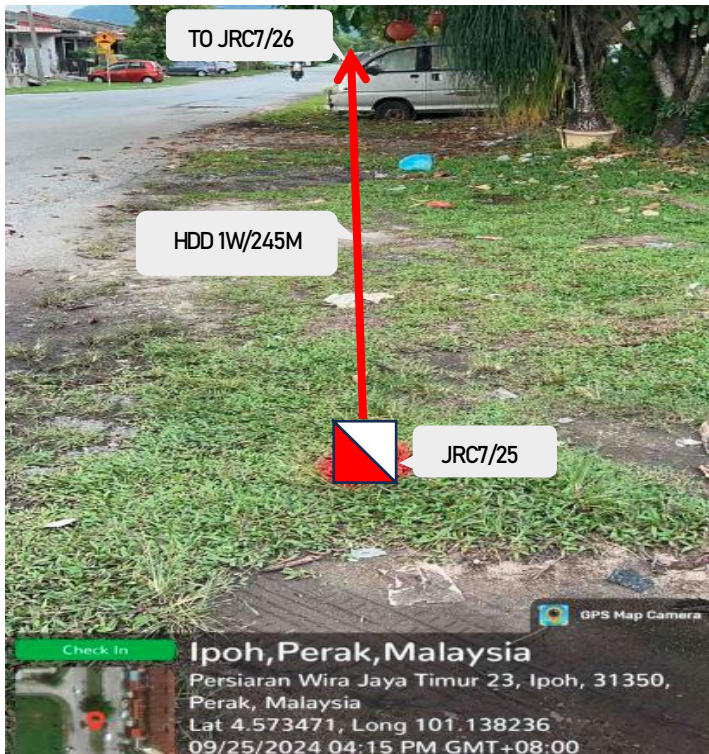 TO JRC7/26
HDD 1W/245M
JRC7/25
GPS Map Camera
Check In
Ipoh,Perak,Malaysia
Persiaran Wira Jaya Timur 23, Ipoh, 31350,
Perak, Malaysia
Lat 4.573471, Long 101.138236
09/25/2024 04:15 PM GMT+08:00